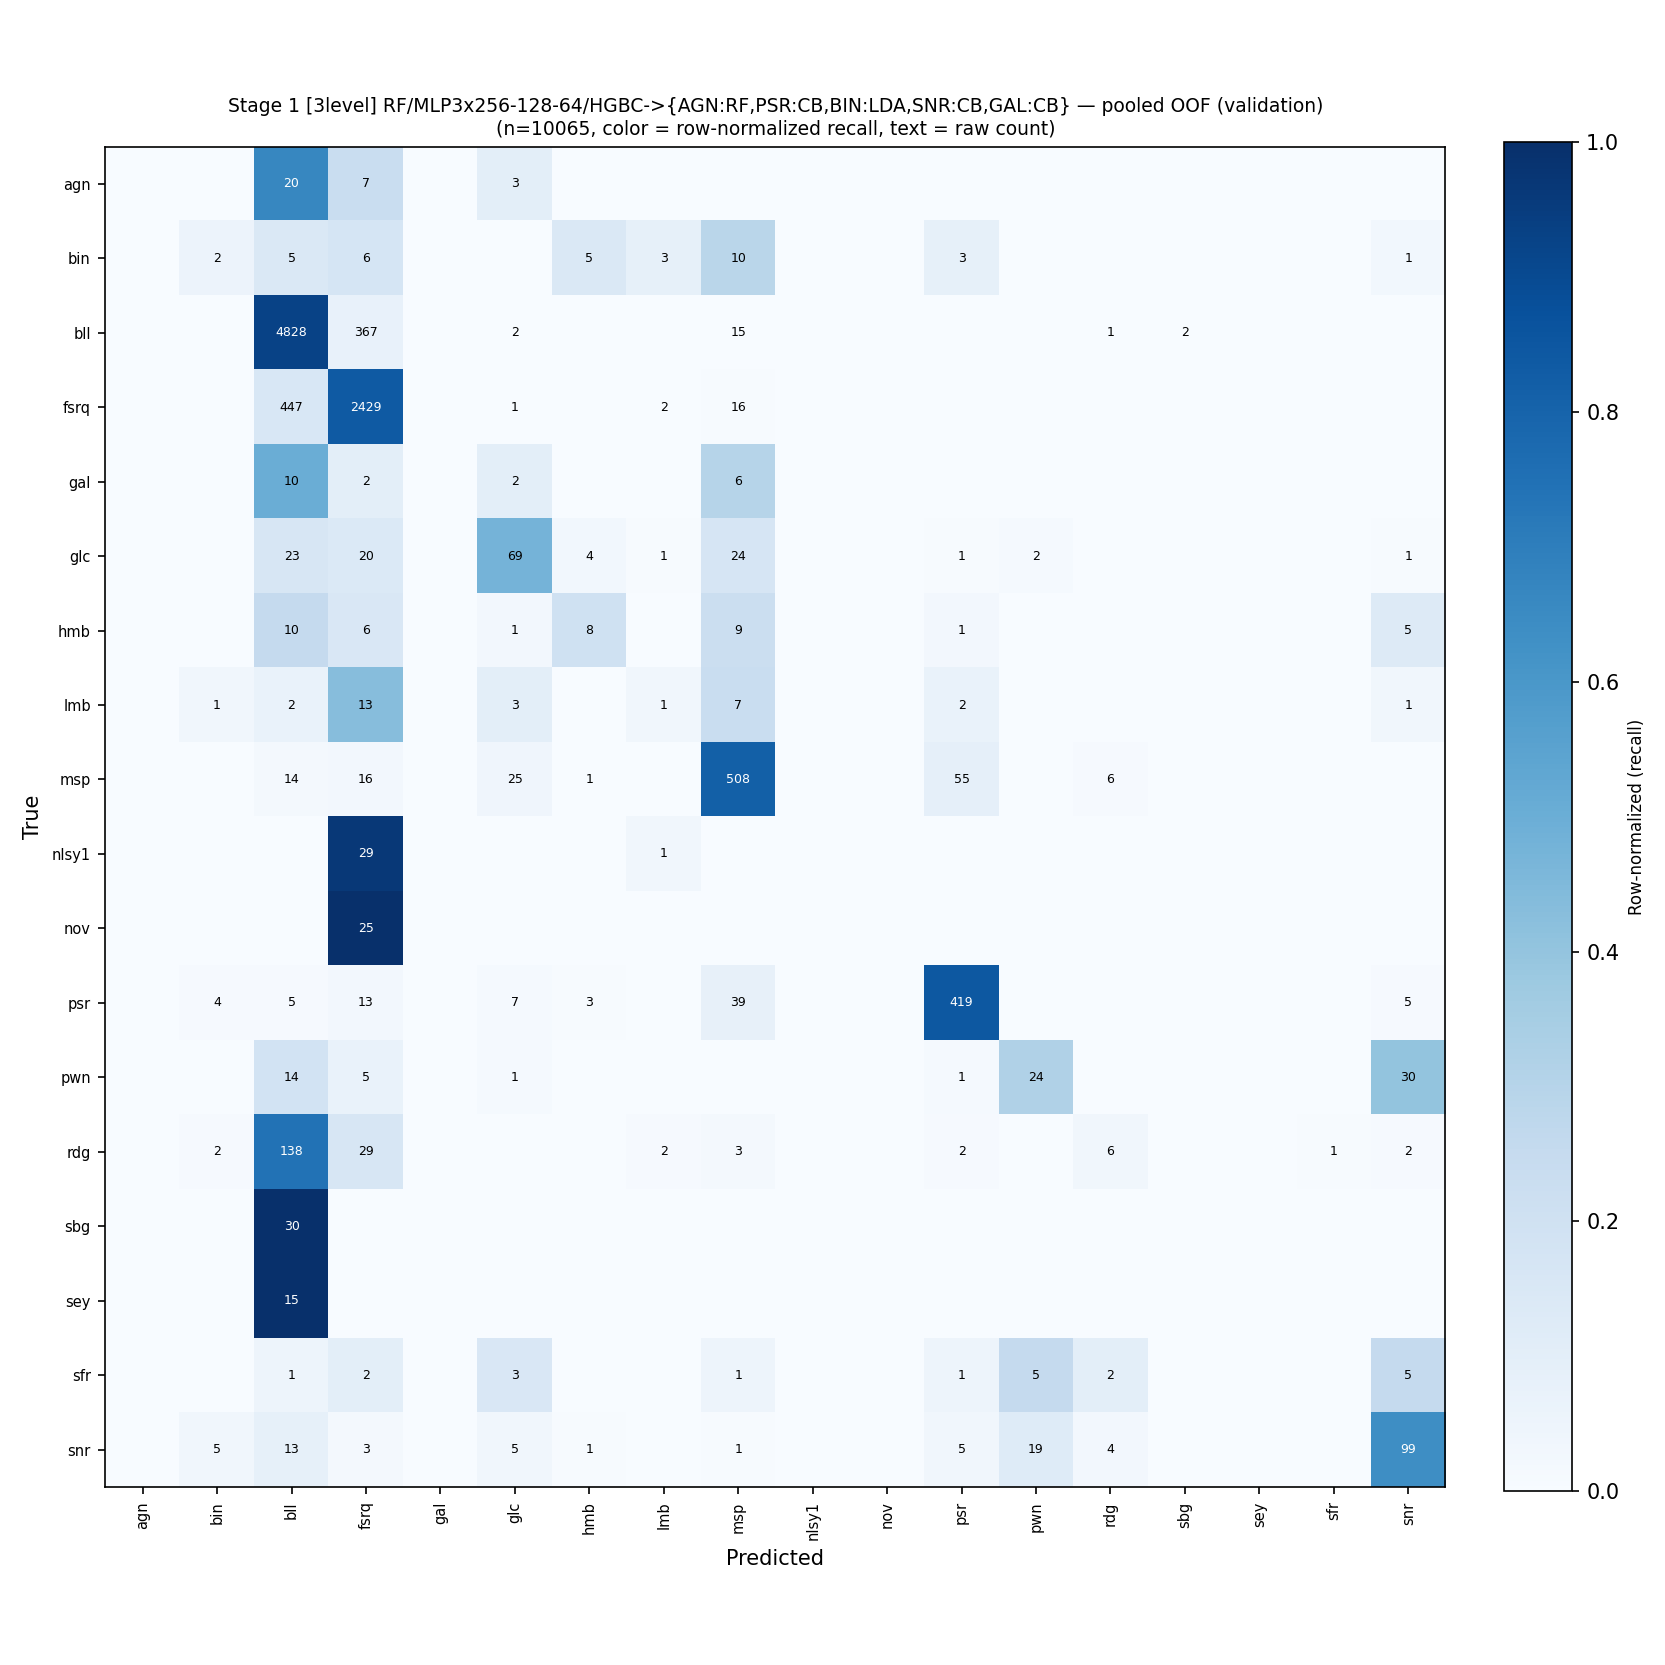 Stage 1 [3level] RF/MLP3x256-128-64/HGBC->{AGN:RF,PSR:CB,BIN:LDA,SNR:CB,GAL:CB} — pooled OOF (validation)
(n=10065, color = row-normalized recall, text = raw count)
agn 20 7 3
bin 2 5 6 5 3 10 3 1
bll 4828 367 2 15 1 2
fsrq 447 2429 1 2 16
gal 10 2 2 6
glc 23 20 69 4 1 24 1 2 1
hmb 10 6 1 8 9 1 5
lmb 1 2 13 3 1 7 2 1
msp 14 16 25 1 508 55 6
nlsy1 29 1
nov 25
psr 4 5 13 7 3 39 419 5
pwn 14 5 1 1 24 30
rdg 2 138 29 2 3 2 6 1 2
sbg 30
sey 15
sfr 1 2 3 1 1 5 2 5
snr 5 13 3 5 1 1 5 19 4 99
agn bin bll fsrq gal glc hmb lmb msp nlsy1 nov psr pwn rdg sbg sey sfr snr
Predicted
True
1.0
0.8
0.6
0.4
0.2
0.0
Row-normalized (recall)